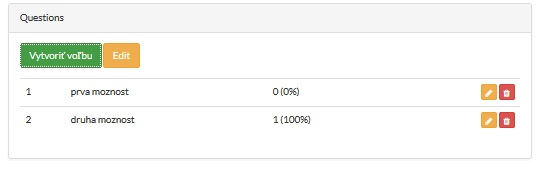 Questions
Vytvoriť voľbu Edit
1 prva moznost 0 (0%)
2 druha moznost 1 (100%)